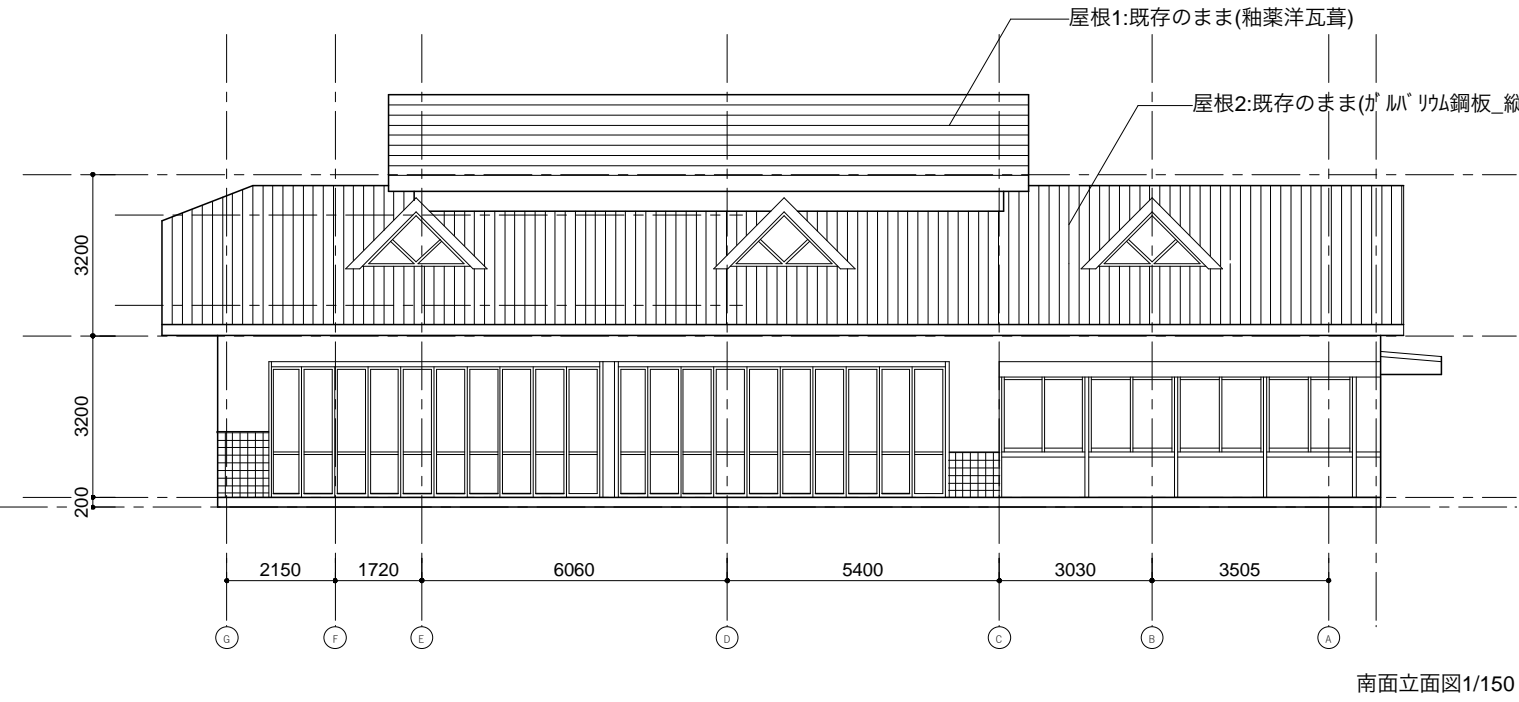 屋根1:既存のまま(釉薬洋瓦葺)
屋根2:既存のまま(ｶﾞﾙﾊﾞﾘｳﾑ鋼板_縦
3200
3200
200
2150 1720 6060 5400 3030 3505
G F E D C B A
南面立面図1/150